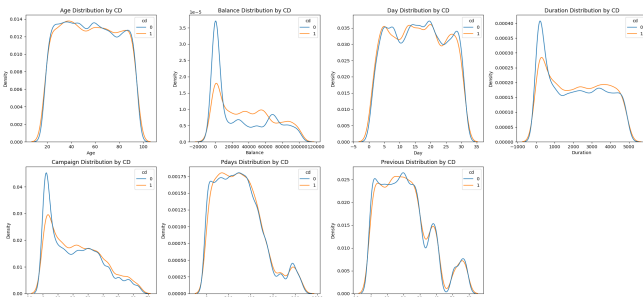 Age Distribution by CD
Balance Distribution by CD
Day Distribution by CD
Duration Distribution by CD
1e-5
cd
0
1
cd
0
1
cd
0
1
cd
0
1
Density
0.014
0.012
0.010
0.008
0.006
0.004
0.002
0.000
Density
3.5
3.0
2.5
2.0
1.5
1.0
0.5
0.0
Density
0.035
0.030
0.025
0.020
0.015
0.010
0.005
0.000
Density
0.00040
0.00035
0.00030
0.00025
0.00020
0.00015
0.00010
0.00005
0.00000
20 40 60 80 100
-20000 0 20000 40000 60000 80000 100000 120000
-5 0 5 10 15 20 25 30 35
-1000 0 1000 2000 3000 4000 5000
Age
Balance
Day
Duration
Campaign Distribution by CD
Pdays Distribution by CD
Previous Distribution by CD
cd
0
1
cd
0
1
cd
0
1
Density
0.04
0.03
0.02
0.01
0.00
Density
0.00175
0.00150
0.00125
0.00100
0.00075
0.00050
0.00025
0.00000
Density
0.025
0.020
0.015
0.010
0.005
0.000